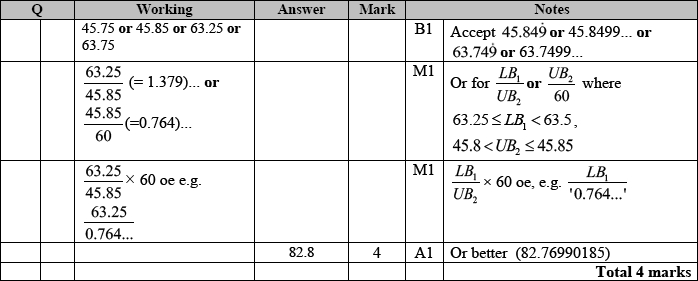 Q Working Answer Mark Notes
45.75 or 45.85 or 63.25 or
63.75
B1 Accept 45.849̇ or 45.8499... or
63.749̇ or 63.7499...
63.25/45.85 (= 1.379)... or
45.85/60 (=0.764)...
M1 Or for LB₁/UB₂ or UB₂/60 where
63.25 ≤ LB₁ < 63.5 ,
45.8 < UB₂ ≤ 45.85
63.25/45.85 × 60 oe e.g.
63.25/0.764...
M1 LB₁/UB₂ × 60 oe, e.g. LB₁/'0.764...'
82.8 4 A1 Or better (82.76990185)
Total 4 marks